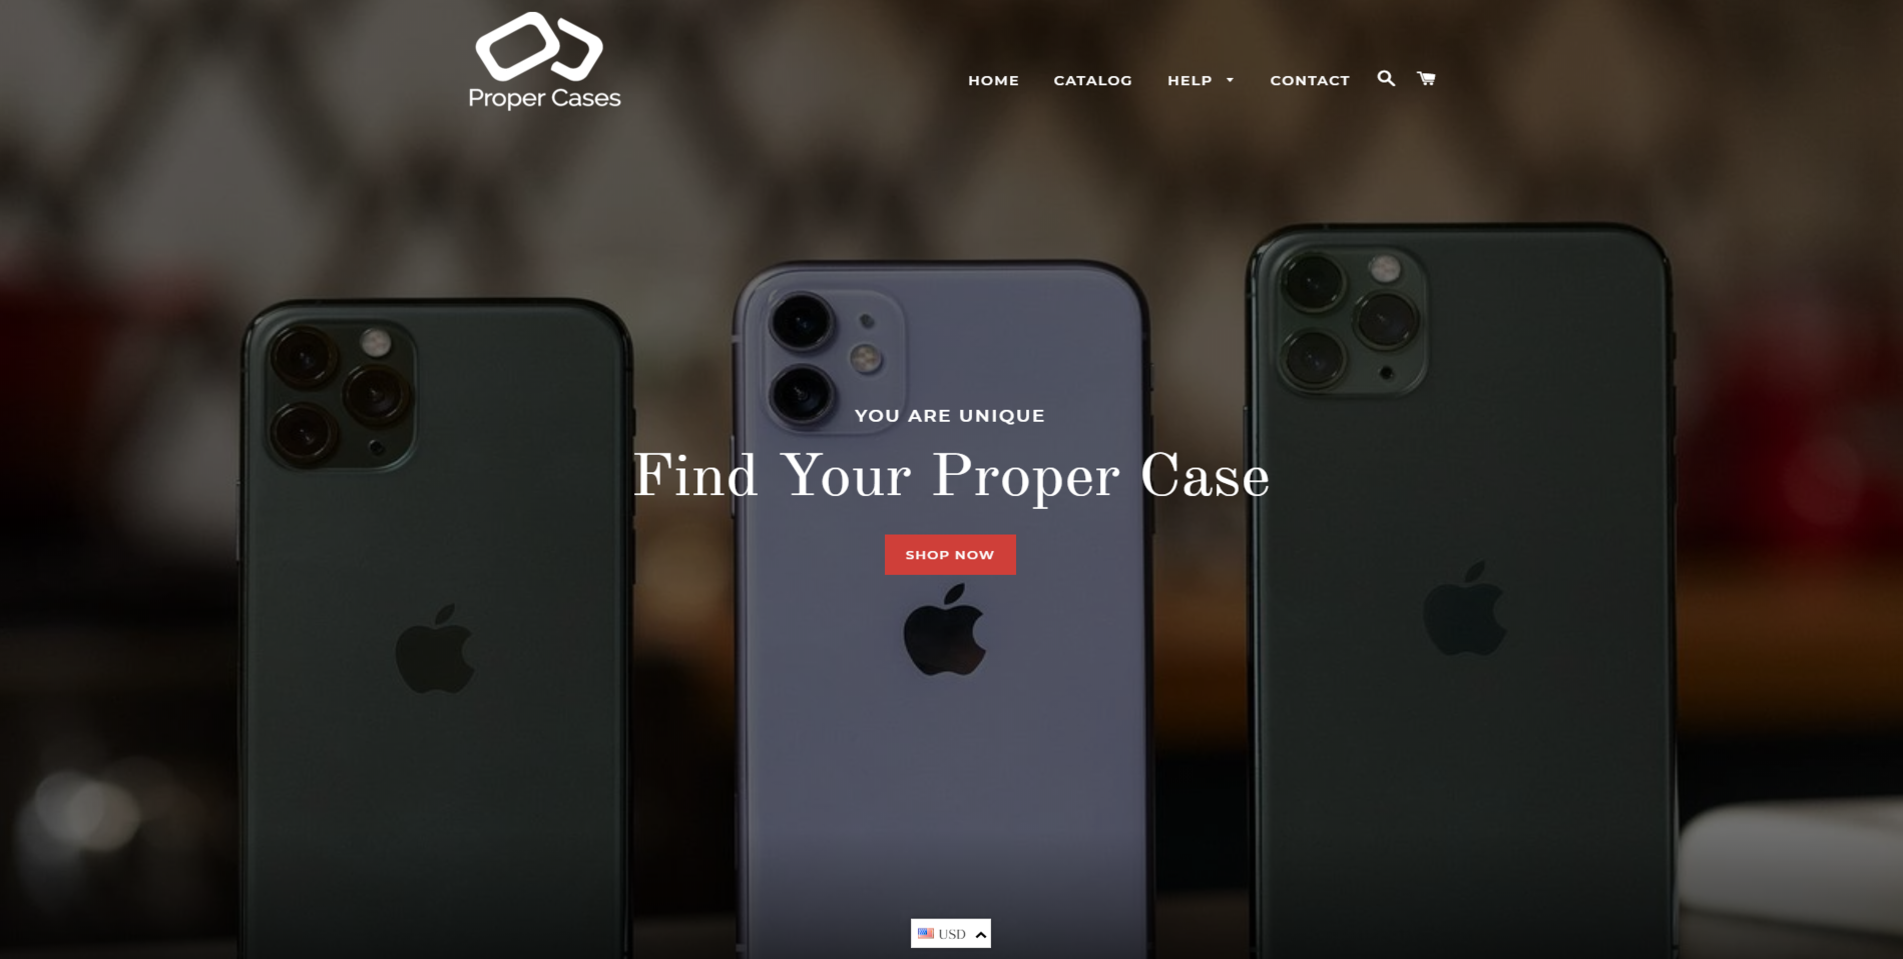 Proper Cases
HOME CATALOG HELP CONTACT
YOU ARE UNIQUE
Find Your Proper Case
SHOP NOW
USD